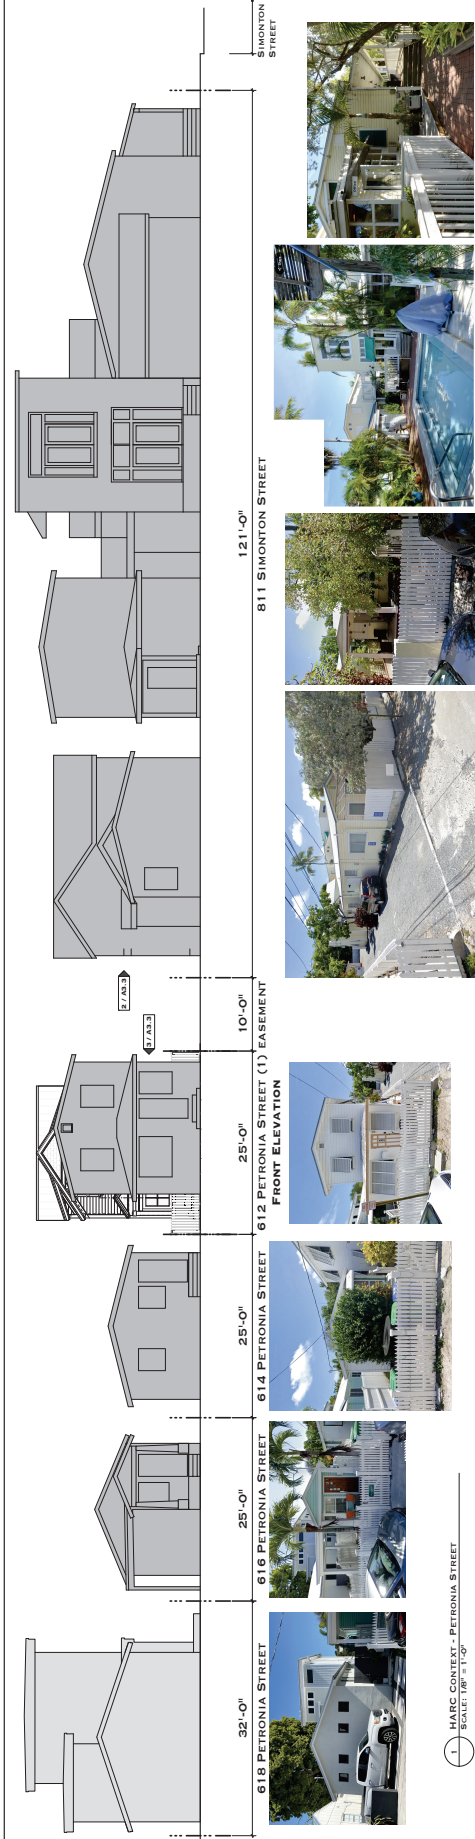 SIMONTON
STREET
32'-0"
25'-0"
25'-0"
25'-0"
10'-0"
121'-0"
618 PETRONIA STREET
616 PETRONIA STREET
614 PETRONIA STREET
612 PETRONIA STREET (1) EASEMENT
FRONT ELEVATION
811 SIMONTON STREET
2 / A3.3
3 / A3.3
1
HARC CONTEXT - PETRONIA STREET
SCALE: 1/8" = 1'-0"